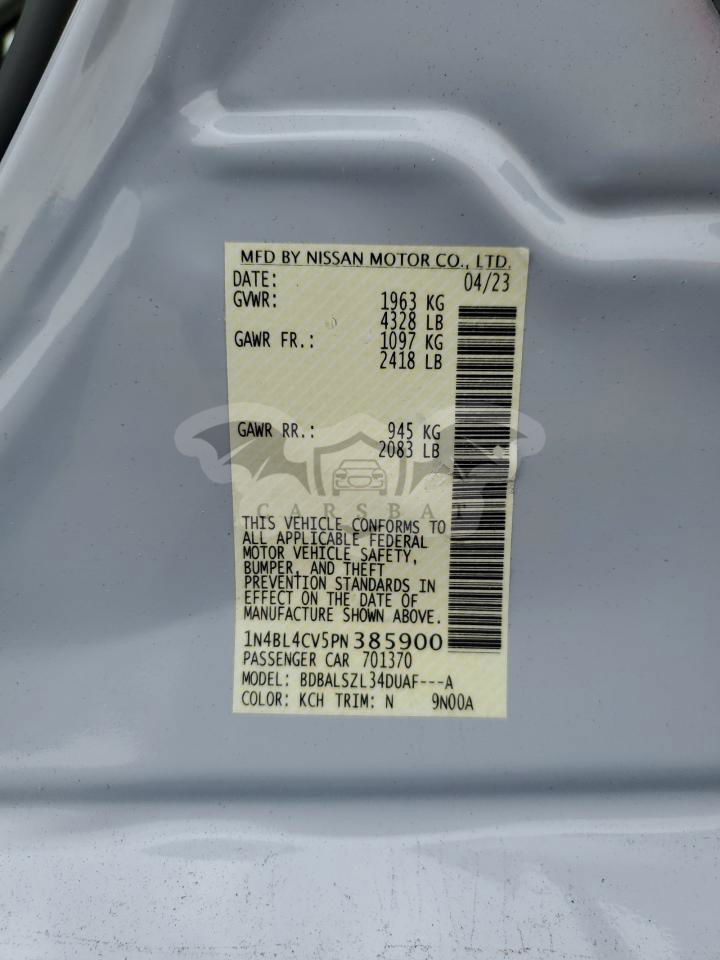 MFD BY NISSAN MOTOR CO., LTD.
DATE: 04/23
GVWR: 1963 KG
4328 LB
GAWR FR.: 1097 KG
2418 LB
GAWR RR.: 945 KG
2083 LB
CARSBAT
THIS VEHICLE CONFORMS TO
ALL APPLICABLE FEDERAL
MOTOR VEHICLE SAFETY,
BUMPER, AND THEFT
PREVENTION STANDARDS IN
EFFECT ON THE DATE OF
MANUFACTURE SHOWN ABOVE.
1N4BL4CV5PN385900
PASSENGER CAR 701370
MODEL: BDBALSZL34DUAF---A
COLOR: KCH TRIM: N 9N00A